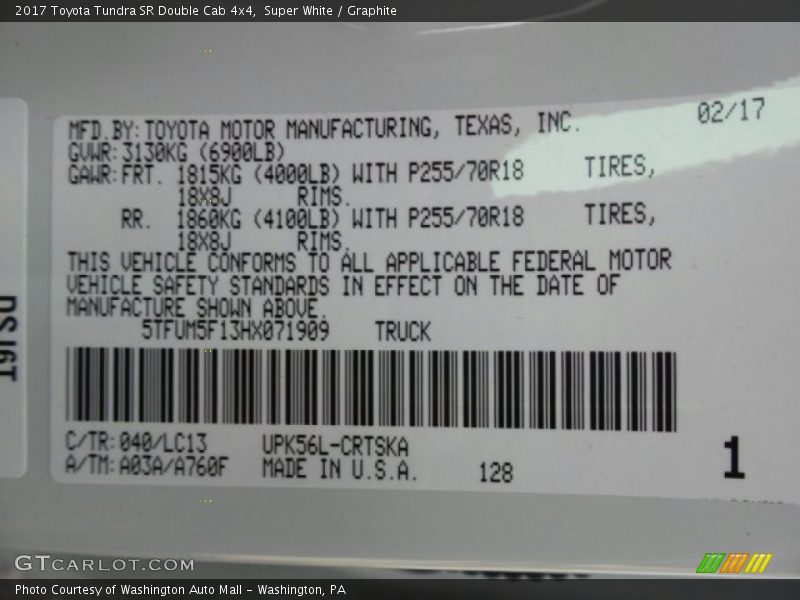 2017 Toyota Tundra SR Double Cab 4x4, Super White / Graphite
02/17
MFD.BY:TOYOTA MOTOR MANUFACTURING, TEXAS, INC.
GVWR:3130KG (6900LB)
GAWR:FRT. 1815KG (4000LB) WITH P255/70R18 TIRES,
18X8J RIMS.
RR. 1860KG (4100LB) WITH P255/70R18 TIRES,
18X8J RIMS.
THIS VEHICLE CONFORMS TO ALL APPLICABLE FEDERAL MOTOR
VEHICLE SAFETY STANDARDS IN EFFECT ON THE DATE OF
MANUFACTURE SHOWN ABOVE.
5TFUM5F13HX071909 TRUCK
C/TR:040/LC13 UPK56L-CRTSKA
A/TM:A03A/A760F MADE IN U.S.A. 128
1
GTCARLOT.COM
Photo Courtesy of Washington Auto Mall - Washington, PA